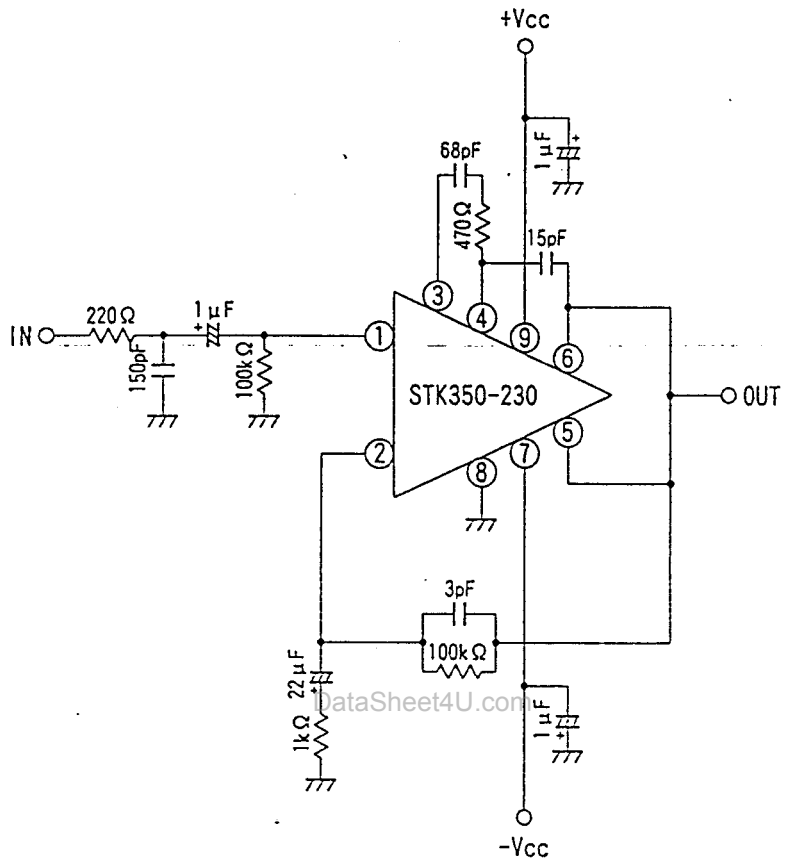 +Vcc
1μF
+
68pF
470Ω
15pF
3
4
9
6
220Ω
1μF
+
IN
1
150pF
100kΩ
STK350-230
OUT
5
2
7
8
3pF
100kΩ
22μF
+
DataSheet4U.com
1μF
+
1kΩ
-Vcc